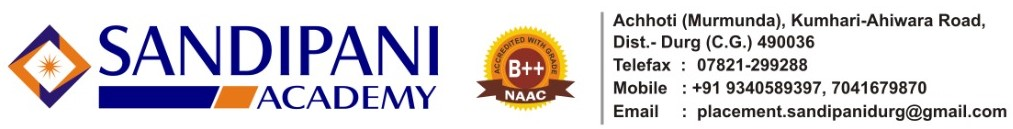 SANDIPANI
ACADEMY
ACCREDITED WITH GRADE
B++
NAAC
Achhoti (Murmunda), Kumhari-Ahiwara Road,
Dist.- Durg (C.G.) 490036
Telefax : 07821-299288
Mobile : +91 9340589397, 7041679870
Email : placement.sandipanidurg@gmail.com